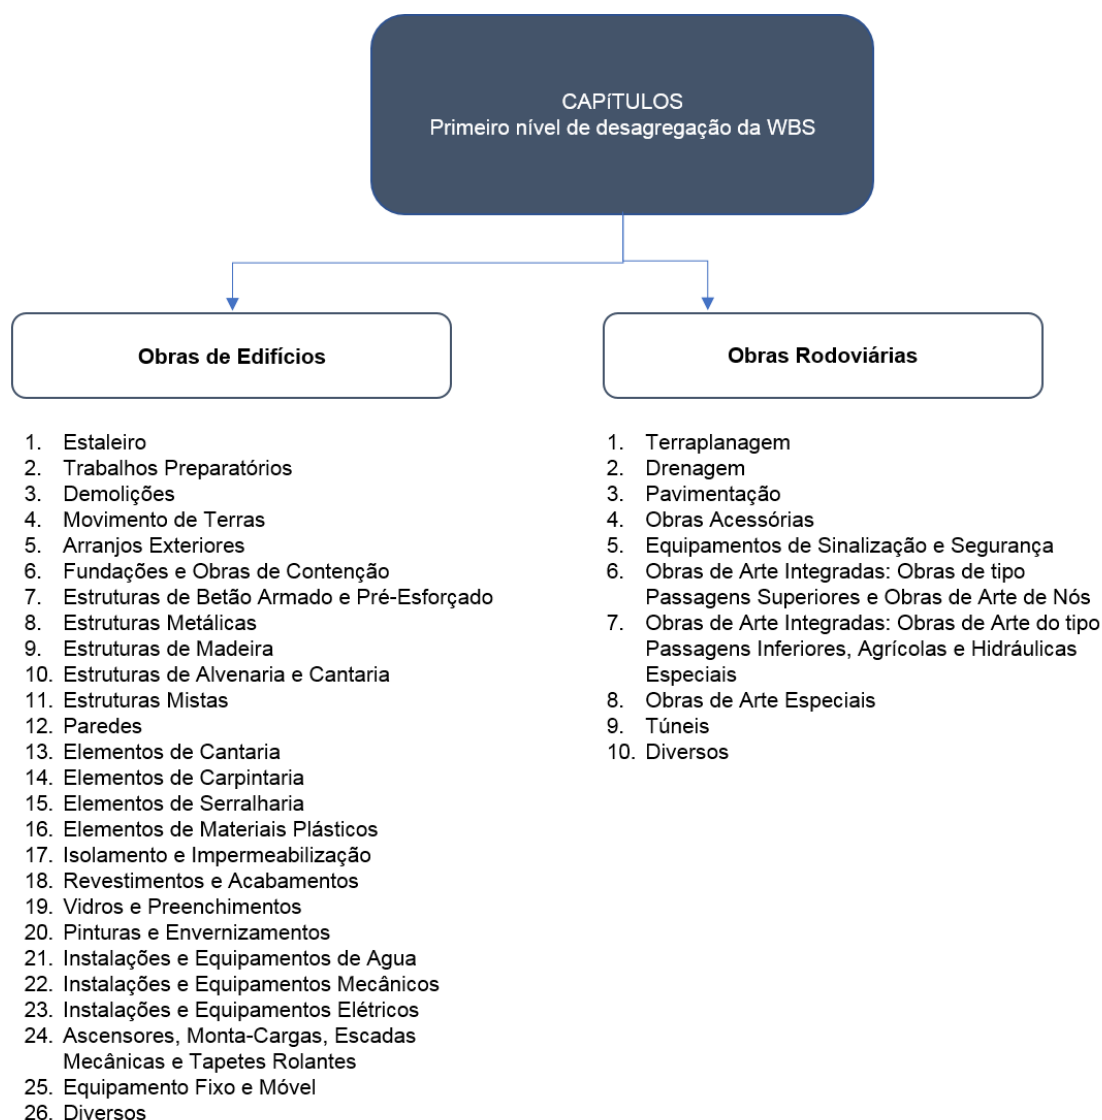 CAPíTULOS
Primeiro nível de desagregação da WBS
Obras de Edifícios
1. Estaleiro
2. Trabalhos Preparatórios
3. Demolições
4. Movimento de Terras
5. Arranjos Exteriores
6. Fundações e Obras de Contenção
7. Estruturas de Betão Armado e Pré-Esforçado
8. Estruturas Metálicas
9. Estruturas de Madeira
10. Estruturas de Alvenaria e Cantaria
11. Estruturas Mistas
12. Paredes
13. Elementos de Cantaria
14. Elementos de Carpintaria
15. Elementos de Serralharia
16. Elementos de Materiais Plásticos
17. Isolamento e Impermeabilização
18. Revestimentos e Acabamentos
19. Vidros e Preenchimentos
20. Pinturas e Envernizamentos
21. Instalações e Equipamentos de Agua
22. Instalações e Equipamentos Mecânicos
23. Instalações e Equipamentos Elétricos
24. Ascensores, Monta-Cargas, Escadas
Mecânicas e Tapetes Rolantes
25. Equipamento Fixo e Móvel
26. Diversos
Obras Rodoviárias
1. Terraplanagem
2. Drenagem
3. Pavimentação
4. Obras Acessórias
5. Equipamentos de Sinalização e Segurança
6. Obras de Arte Integradas: Obras de tipo
Passagens Superiores e Obras de Arte de Nós
7. Obras de Arte Integradas: Obras de Arte do tipo
Passagens Inferiores, Agrícolas e Hidráulicas
Especiais
8. Obras de Arte Especiais
9. Túneis
10. Diversos